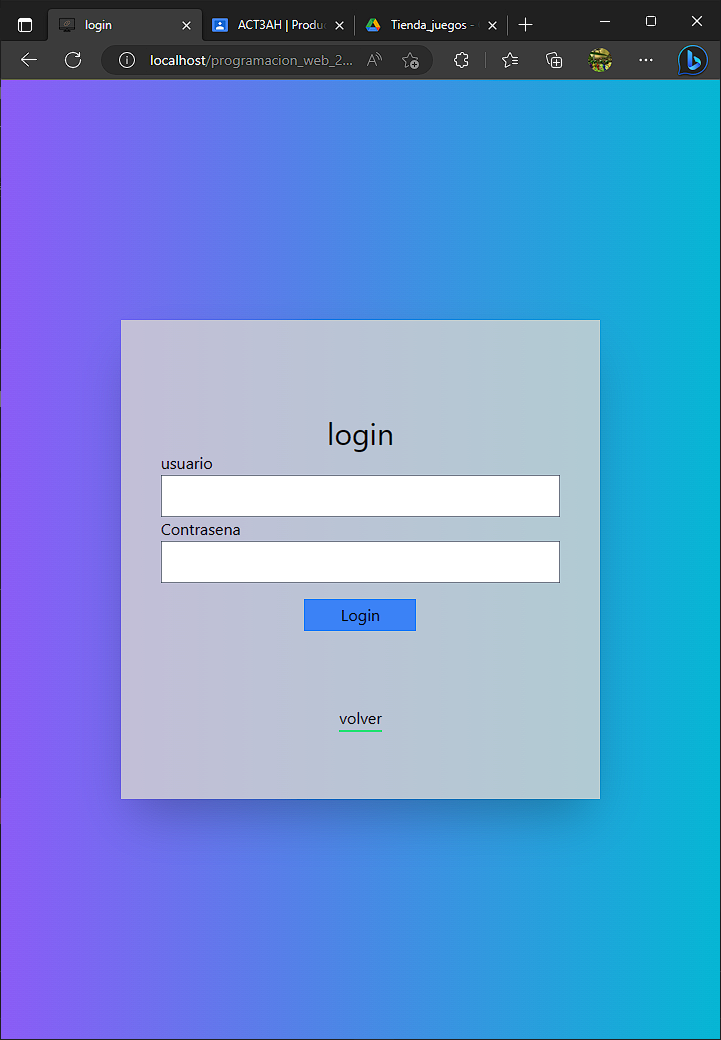 login
ACT3AH | Produc
Tienda_juegos -
localhost/programacion_web_2...
login
usuario
Contrasena
Login
volver